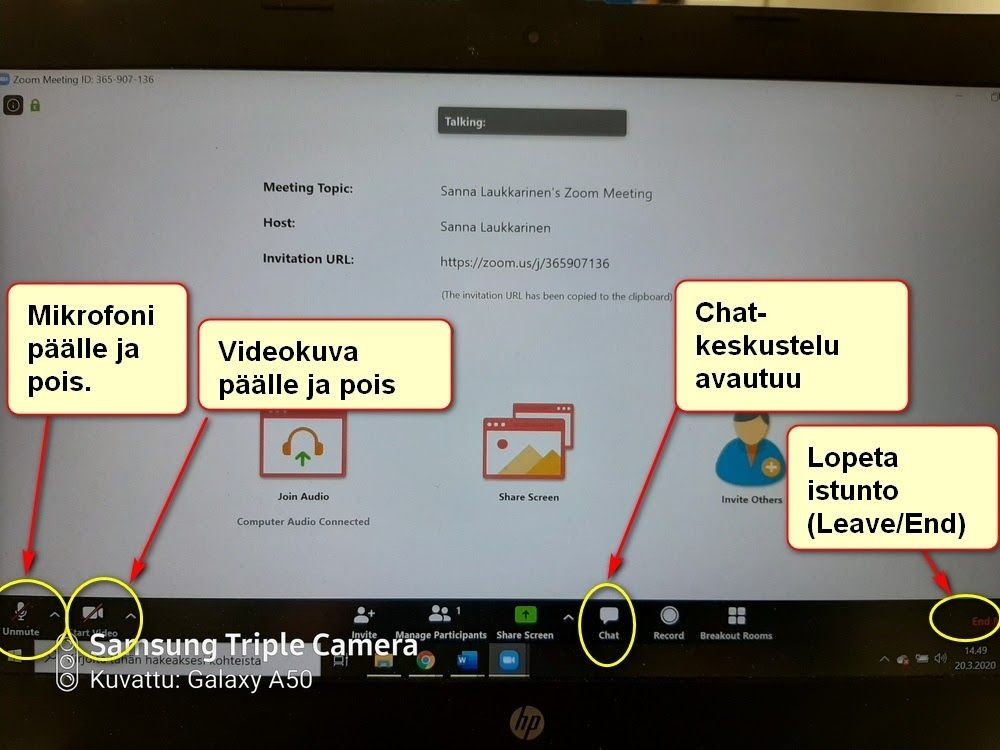 Zoom Meeting ID: 365-907-136
Talking:
Meeting Topic: Sanna Laukkarinen's Zoom Meeting
Host: Sanna Laukkarinen
Invitation URL: https://zoom.us/j/365907136
(The invitation URL has been copied to the clipboard)
Mikrofoni
päälle ja
pois.
Videokuva
päälle ja pois
Chat-
keskustelu
avautuu
Lopeta
istunto
(Leave/End)
Join Audio
Computer Audio Connected
Share Screen
Invite Others
Unmute
Start Video
Invite
1
Manage Participants
Share Screen
Chat
Record
Breakout Rooms
End
Samsung Triple Camera
Kuvattu: Galaxy A50
hakeaksesi kohteista
14.49
20.3.2020
hp